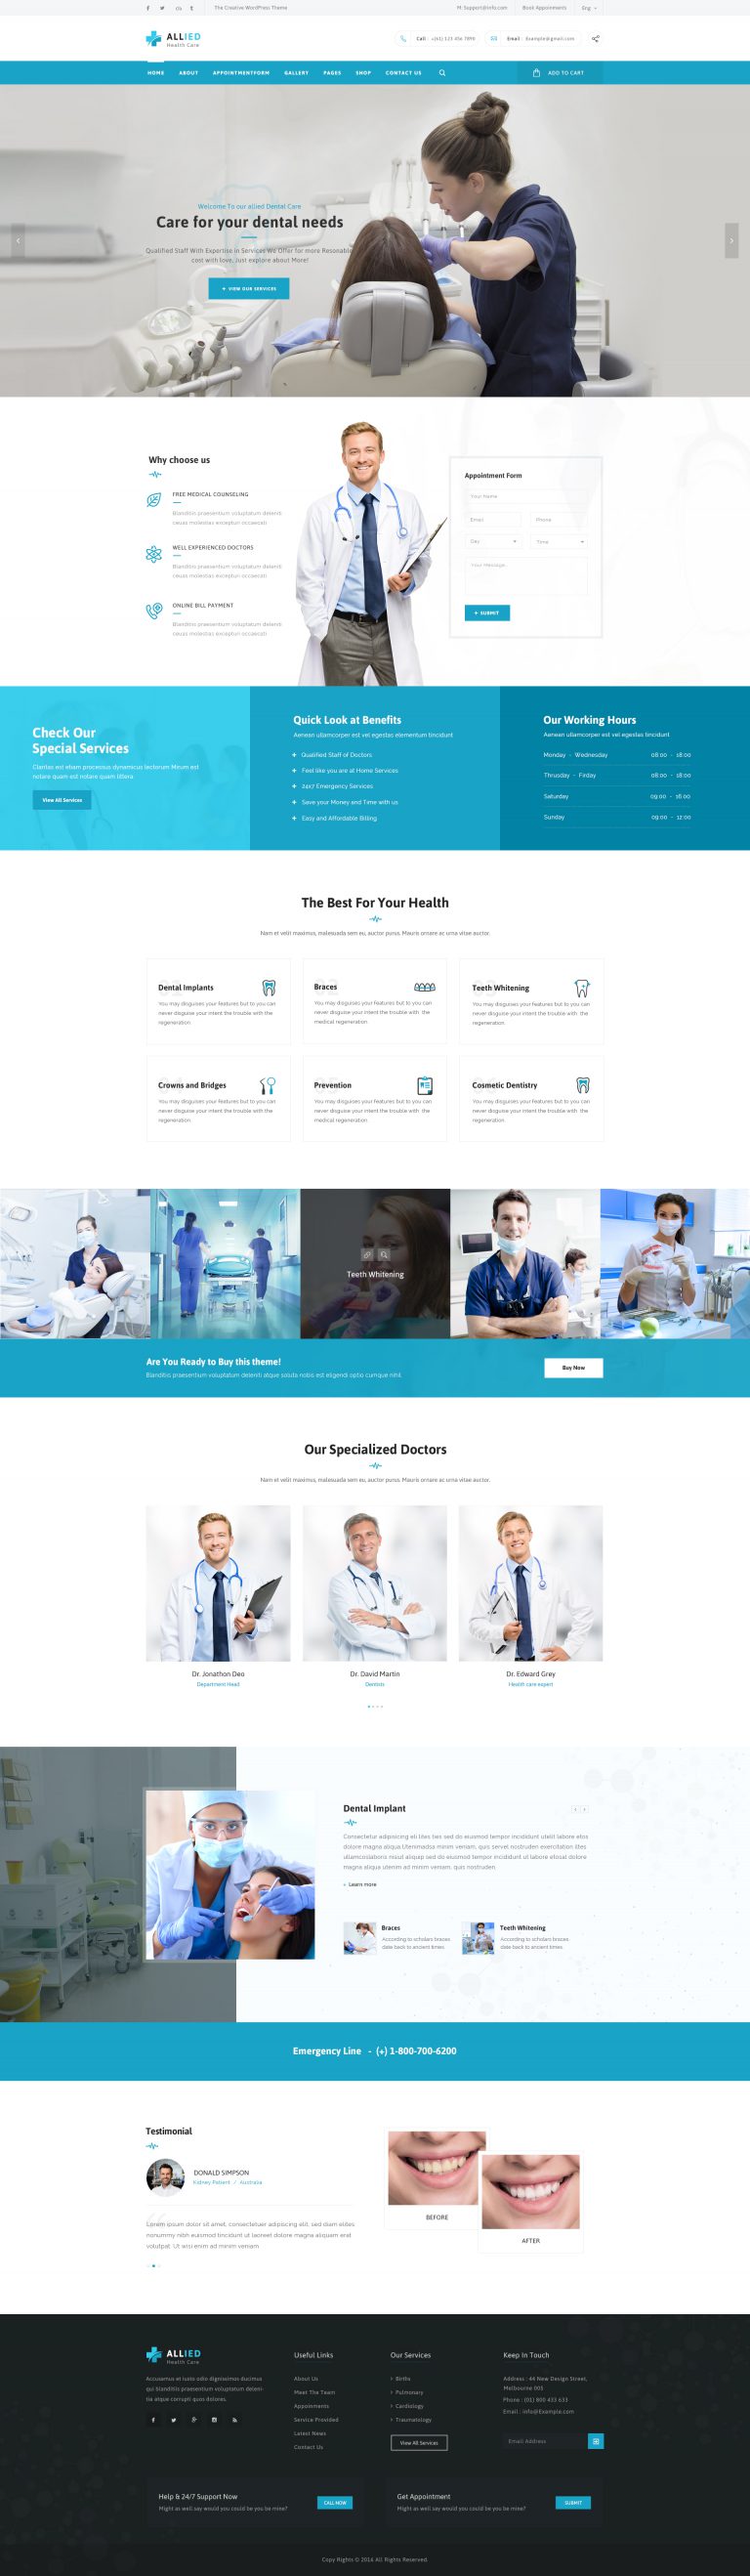 The Creative WordPress Theme
M: Support@Info.com
Book Appointments
Eng
ALLIED
Health Care
Call : +(00) 123 456 7890
Email : Example@gmail.com
HOME ABOUT APPOINTMENTFORM GALLERY PAGES SHOP CONTACT US
ADD TO CART
Welcome To our allied Dental Care
Care for your dental needs
Qualified Staff With Expertise in Services We Offer for more Resonable
cost with love. Just explore about More!
+ VIEW OUR SERVICES
Why choose us
FREE MEDICAL COUNSELING
Blanditiis praesentium voluptatum deleniti
ceuos molestias excepturi occaecati
WELL EXPERIENCED DOCTORS
Blanditiis praesentium voluptatum deleniti
ceuos molestias excepturi occaecati
ONLINE BILL PAYMENT
Blanditiis praesentium voluptatum deleniti
ceuos molestias excepturi occaecati
Appointment Form
Your Name
Email
Phone
Day
Time
Your Message
+ SUBMIT
Check Our
Special Services
Claritas est etiam processus dynamicus lectorum Mirum est
notare quam est notare quam littera.
View All Services
Quick Look at Benefits
Aenean ullamcorper est vel egestas elementum tincidunt
+ Qualified Staff of Doctors
+ Feel like you are at Home Services
+ 24x7 Emergency Services
+ Save your Money and Time with us
+ Easy and Affordable Billing
Our Working Hours
Aenean ullamcorper est vel egestas tincidunt
Monday - Wednesday 08:00 - 18:00
Thrusday - Firday 08:00 - 18:00
Saturday 09:00 - 16:00
Sunday 09:00 - 12:00
The Best For Your Health
Nam et velit maximus, malesuada sem eu, auctor purus. Mauris ornare ac urna vitae auctor.
Dental Implants
You may disguises your features but to you can
never disguise your intent the trouble with the
regeneration.
Braces
You may disguises your features but to you can
never disguise your intent the trouble with the
medical regeneration
Teeth Whitening
You may disguises your features but to you can
never disguise your intent the trouble with the
regeneration.
Crowns and Bridges
You may disguises your features but to you can
never disguise your intent the trouble with the
regeneration.
Prevention
You may disguises your features but to you can
never disguise your intent the trouble with the
medical regeneration
Cosmetic Dentistry
You may disguises your features but to you can
never disguise your intent the trouble with the
regeneration.
Teeth Whitening
Are You Ready to Buy this theme!
Blanditiis praesentium voluptatum deleniti atque soluta nobis est eligendi optio cumque nihil
Buy Now
Our Specialized Doctors
Nam et velit maximus, malesuada sem eu, auctor purus. Mauris ornare ac urna vitae auctor.
Dr. Jonathon Deo
Department Head
Dr. David Martin
Dentists
Dr. Edward Grey
Health care expert
Dental Implant
Consectetur adipisicing eli tiles lien sed do eiusmod tempor incididunt utelil labore etos
dolore magna aliqua Utenimados minim veniam, quis servel nostruden exercitation liltes
ullamcoslaboris nisiut aliquip sed do eiusmod tempor incididunt ut labore etosal dolore
magna aliqua utenim ad minim veniam, quis nostruden.
Learn more
Braces
According to scholars braces
date back to ancient times
Teeth Whitening
According to scholars braces
date back to ancient times
Emergency Line - (+) 1-800-700-6200
Testimonial
DONALD SIMPSON
Kidney Patient / Australia
Lorem ipsum dolor sit amet, consectetuer adipiscing elit, sed diam elites
nonummy nibh euismod tincidunt ut laoreet dolore magna aliquam erat
volutpat. Ut wisi enim ad minim veniam
BEFORE
AFTER
ALLIED
Health Care
Accusamus et iusto odio dignissimos ducimus
qui blanditiis praesentium voluptatum deleni-
tia atque corrupti quos dolores.
Useful Links
About Us
Meet The Team
Appoinments
Service Provided
Latest News
Contact Us
Our Services
Births
Pulmonary
Cardiology
Traumatology
View All Services
Keep In Touch
Address : 44 New Design Street,
Melbourne 005
Phone : (01) 800 433 633
Email : info@Example.com
Email Address
Help & 24/7 Support Now
Might as well say would you could be you be mine?
CALL NOW
Get Appointment
Might as well say would you could be you be mine?
SUBMIT
Copy Rights © 2016 All Rights Reserved.